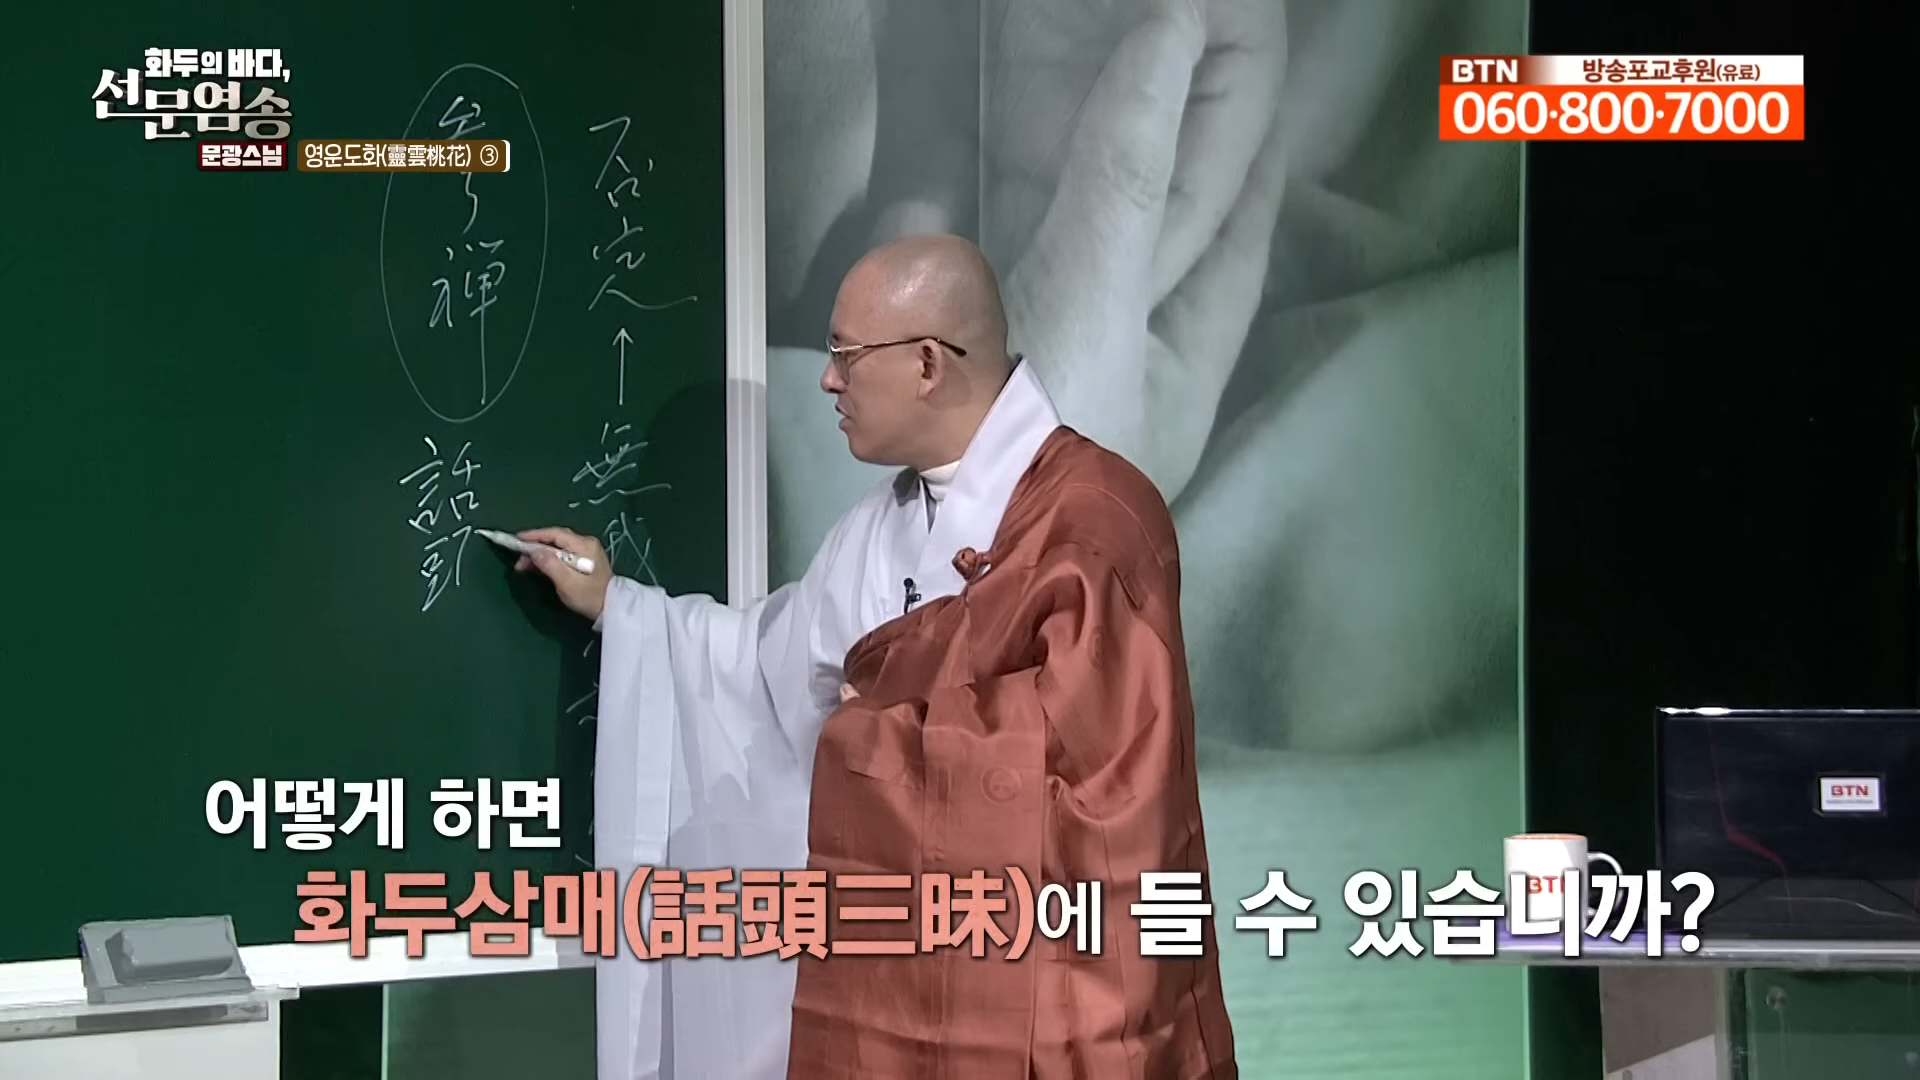 화두의 바다,
선문염송
문광스님 영운도화(靈雲桃花) ③
BTN 방송포교후원(유료)
060·800·7000
禪
話頭
無我
BTN
BTN
어떻게 하면
화두삼매(話頭三昧)에 들 수 있습니까?